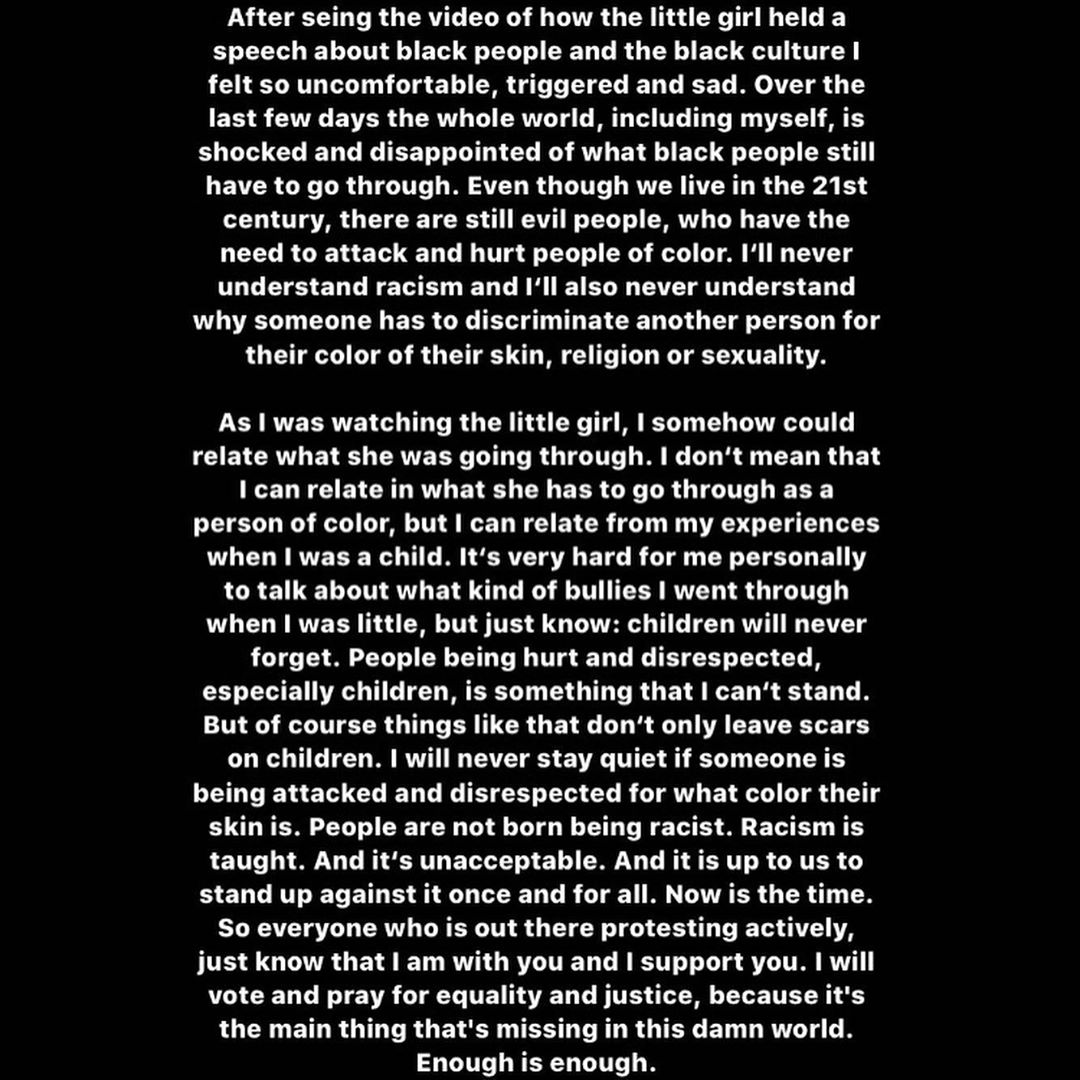 After seing the video of how the little girl held a
speech about black people and the black culture I
felt so uncomfortable, triggered and sad. Over the
last few days the whole world, including myself, is
shocked and disappointed of what black people still
have to go through. Even though we live in the 21st
century, there are still evil people, who have the
need to attack and hurt people of color. I‘ll never
understand racism and I‘ll also never understand
why someone has to discriminate another person for
their color of their skin, religion or sexuality.

As I was watching the little girl, I somehow could
relate what she was going through. I don‘t mean that
I can relate in what she has to go through as a
person of color, but I can relate from my experiences
when I was a child. It‘s very hard for me personally
to talk about what kind of bullies I went through
when I was little, but just know: children will never
forget. People being hurt and disrespected,
especially children, is something that I can‘t stand.
But of course things like that don‘t only leave scars
on children. I will never stay quiet if someone is
being attacked and disrespected for what color their
skin is. People are not born being racist. Racism is
taught. And it‘s unacceptable. And it is up to us to
stand up against it once and for all. Now is the time.
So everyone who is out there protesting actively,
just know that I am with you and I support you. I will
vote and pray for equality and justice, because it's
the main thing that's missing in this damn world.
Enough is enough.